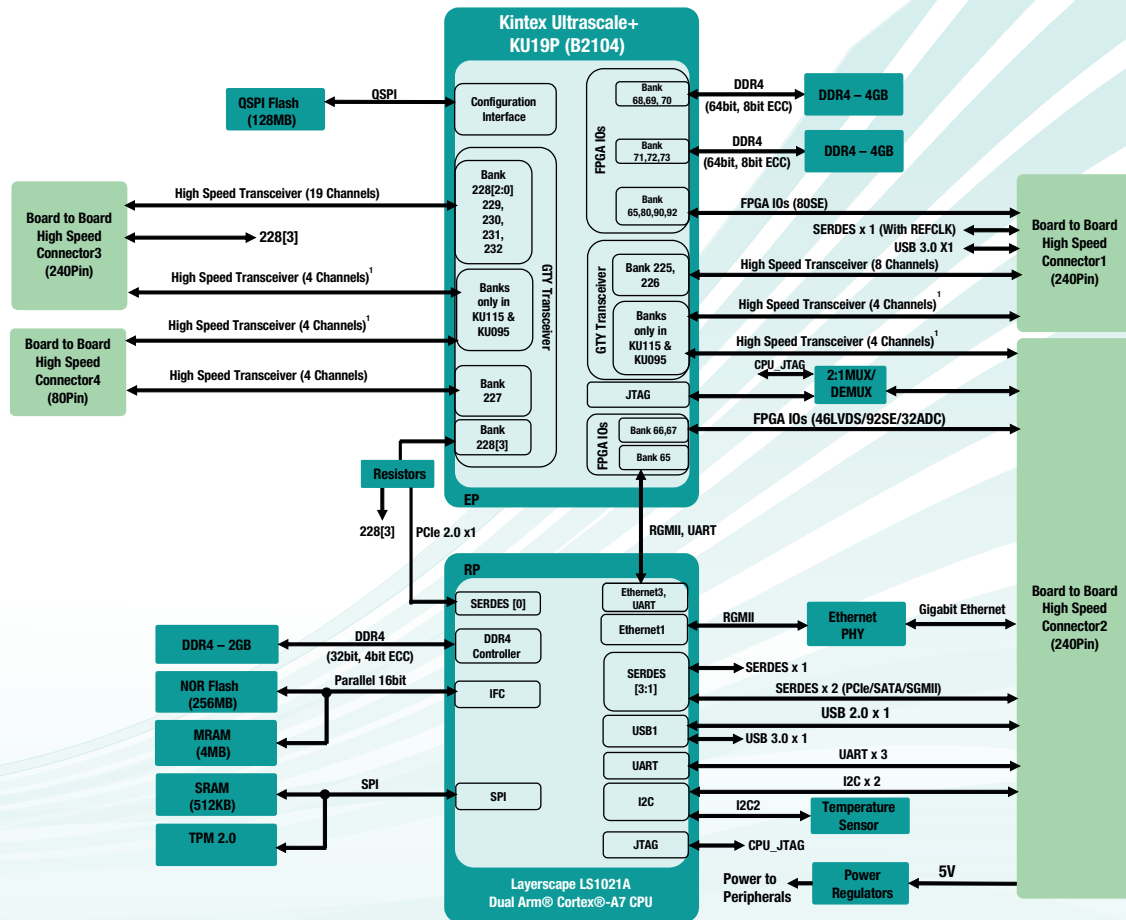 Kintex Ultrascale+
KU19P (B2104)
QSPI Flash
(128MB)
QSPI
Configuration
Interface
FPGA IOs
Bank
68,69, 70
DDR4
(64bit, 8bit ECC)
DDR4 – 4GB
Bank
71,72,73
DDR4
(64bit, 8bit ECC)
DDR4 – 4GB
Bank
65,80,90,92
FPGA IOs (80SE)
Board to Board
High Speed
Connector3
(240Pin)
High Speed Transceiver (19 Channels)
228[3]
High Speed Transceiver (4 Channels)1
Bank
228[2:0]
229,
230,
231,
232
GTY Transceiver
Banks
only in
KU115 &
KU095
Board to Board
High Speed
Connector4
(80Pin)
High Speed Transceiver (4 Channels)1
High Speed Transceiver (4 Channels)
Bank
227
Bank
228[3]
Board to Board
High Speed
Connector1
(240Pin)
SERDES x 1 (With REFCLK)
USB 3.0 X1
High Speed Transceiver (8 Channels)
High Speed Transceiver (4 Channels)1
High Speed Transceiver (4 Channels)1
GTY Transceiver
Bank 225,
226
Banks
only in
KU115 &
KU095
JTAG
CPU_JTAG
2:1MUX/
DEMUX
FPGA IOs
Bank 66,67
Bank 65
FPGA IOs (46LVDS/92SE/32ADC)
EP
Resistors
228[3]
PCIe 2.0 x1
RGMII, UART
RP
SERDES [0]
Ethernet3,
UART
Ethernet1
RGMII
Ethernet
PHY
Gigabit Ethernet
Board to Board
High Speed
Connector2
(240Pin)
DDR4 – 2GB
DDR4
(32bit, 4bit ECC)
DDR4
Controller
NOR Flash
(256MB)
Parallel 16bit
IFC
MRAM
(4MB)
SRAM
(512KB)
SPI
SPI
TPM 2.0
SERDES
[3:1]
SERDES x 1
SERDES x 2 (PCIe/SATA/SGMII)
USB1
USB 2.0 x 1
USB 3.0 x 1
UART
UART x 3
I2C
I2C x 2
I2C2
Temperature
Sensor
JTAG
CPU_JTAG
Layerscape LS1021A
Dual Arm® Cortex®-A7 CPU
Power to
Peripherals
Power
Regulators
5V